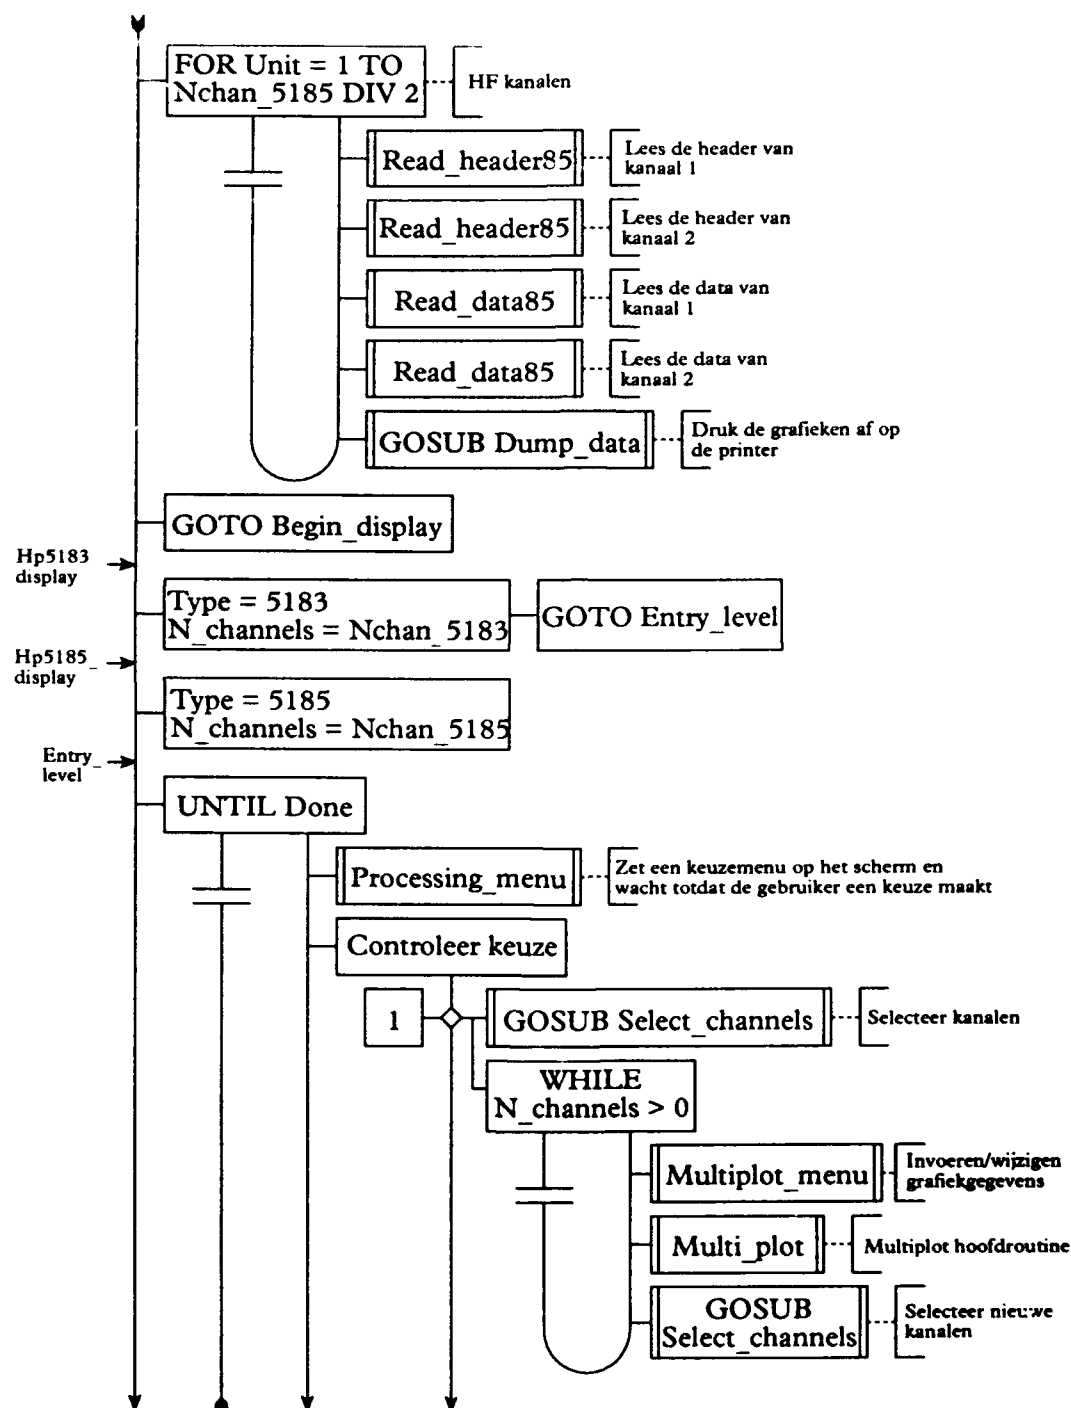 FOR Unit = 1 TO
Nchan_5185 DIV 2
HF kanalen
Read_header85
Lees de header van
kanaal 1
Read_header85
Lees de header van
kanaal 2
Read_data85
Lees de data van
kanaal 1
Read_data85
Lees de data van
kanaal 2
GOSUB Dump_data
Druk de grafieken af op
de printer
GOTO Begin_display
Hp5183
display
Type = 5183
N_channels = Nchan_5183
GOTO Entry_level
Hp5185_
display
Type = 5185
N_channels = Nchan_5185
Entry_
level
UNTIL Done
Processing_menu
Zet een keuzemenu op het scherm en
wacht totdat de gebruiker een keuze maakt
Controleer keuze
1
GOSUB Select_channels
Selecteer kanalen
WHILE
N_channels > 0
Multiplot_menu
Invoeren/wijzigen
grafiekgegevens
Multi_plot
Multiplot hoofdroutine
GOSUB
Select_channels
Selecteer nieuwe
kanalen